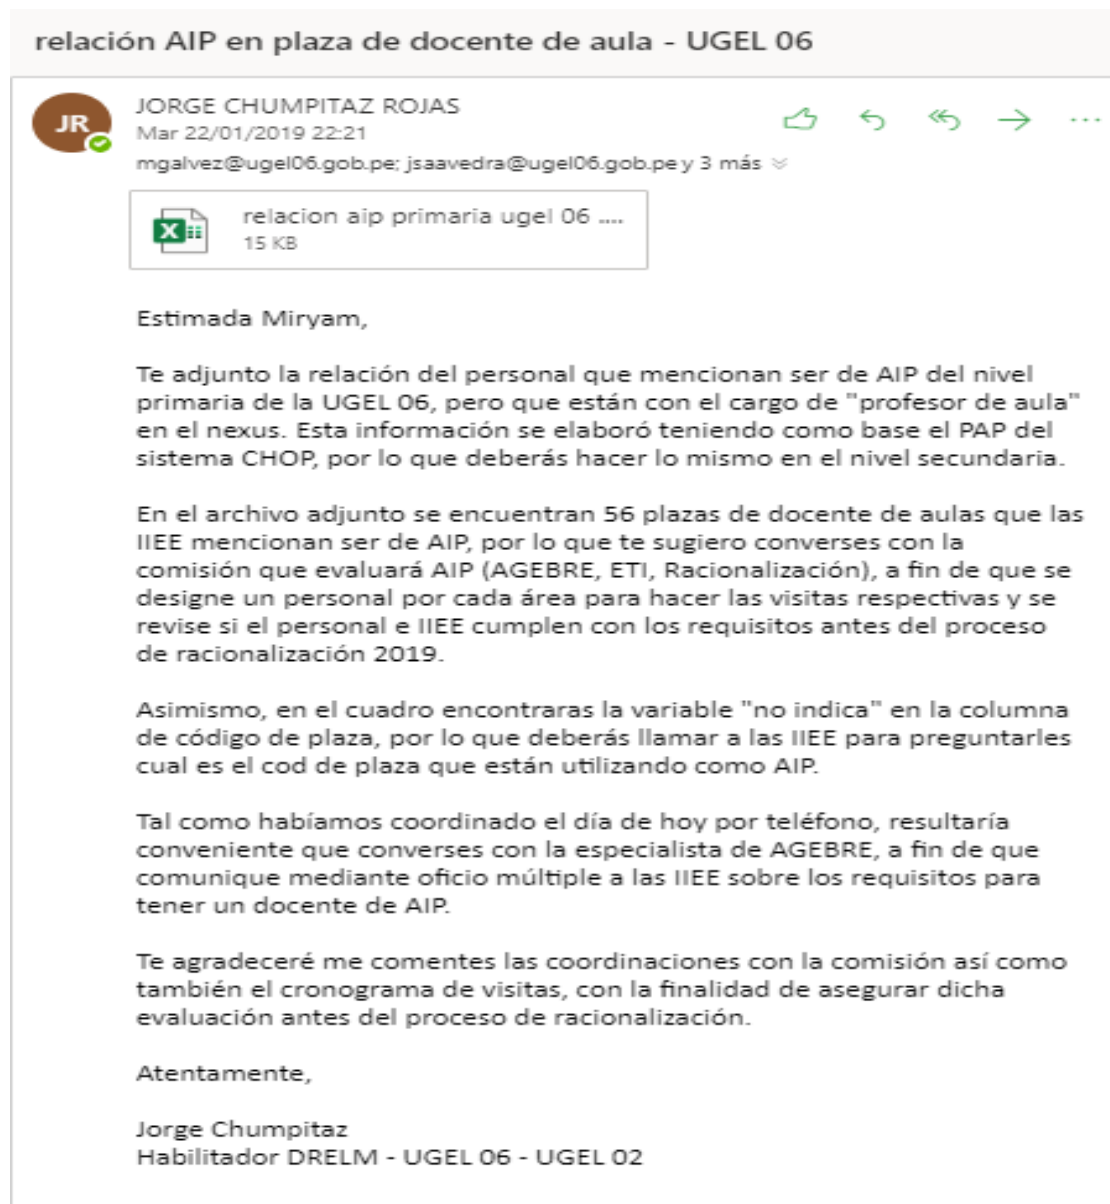 relación AIP en plaza de docente de aula - UGEL 06
JR
JORGE CHUMPITAZ ROJAS
Mar 22/01/2019 22:21
mgalvez@ugel06.gob.pe; jsaavedra@ugel06.gob.pe y 3 más
relacion aip primaria ugel 06 ....
15 KB
Estimada Miryam,
Te adjunto la relación del personal que mencionan ser de AIP del nivel
primaria de la UGEL 06, pero que están con el cargo de "profesor de aula"
en el nexus. Esta información se elaboró teniendo como base el PAP del
sistema CHOP, por lo que deberás hacer lo mismo en el nivel secundaria.
En el archivo adjunto se encuentran 56 plazas de docente de aulas que las
IIEE mencionan ser de AIP, por lo que te sugiero converses con la
comisión que evaluará AIP (AGEBRE, ETI, Racionalización), a fin de que se
designe un personal por cada área para hacer las visitas respectivas y se
revise si el personal e IIEE cumplen con los requisitos antes del proceso
de racionalización 2019.
Asimismo, en el cuadro encontraras la variable "no indica" en la columna
de código de plaza, por lo que deberás llamar a las IIEE para preguntarles
cual es el cod de plaza que están utilizando como AIP.
Tal como habíamos coordinado el día de hoy por teléfono, resultaría
conveniente que converses con la especialista de AGEBRE, a fin de que
comunique mediante oficio múltiple a las IIEE sobre los requisitos para
tener un docente de AIP.
Te agradeceré me comentes las coordinaciones con la comisión así como
también el cronograma de visitas, con la finalidad de asegurar dicha
evaluación antes del proceso de racionalización.
Atentamente,
Jorge Chumpitaz
Habilitador DRELM - UGEL 06 - UGEL 02